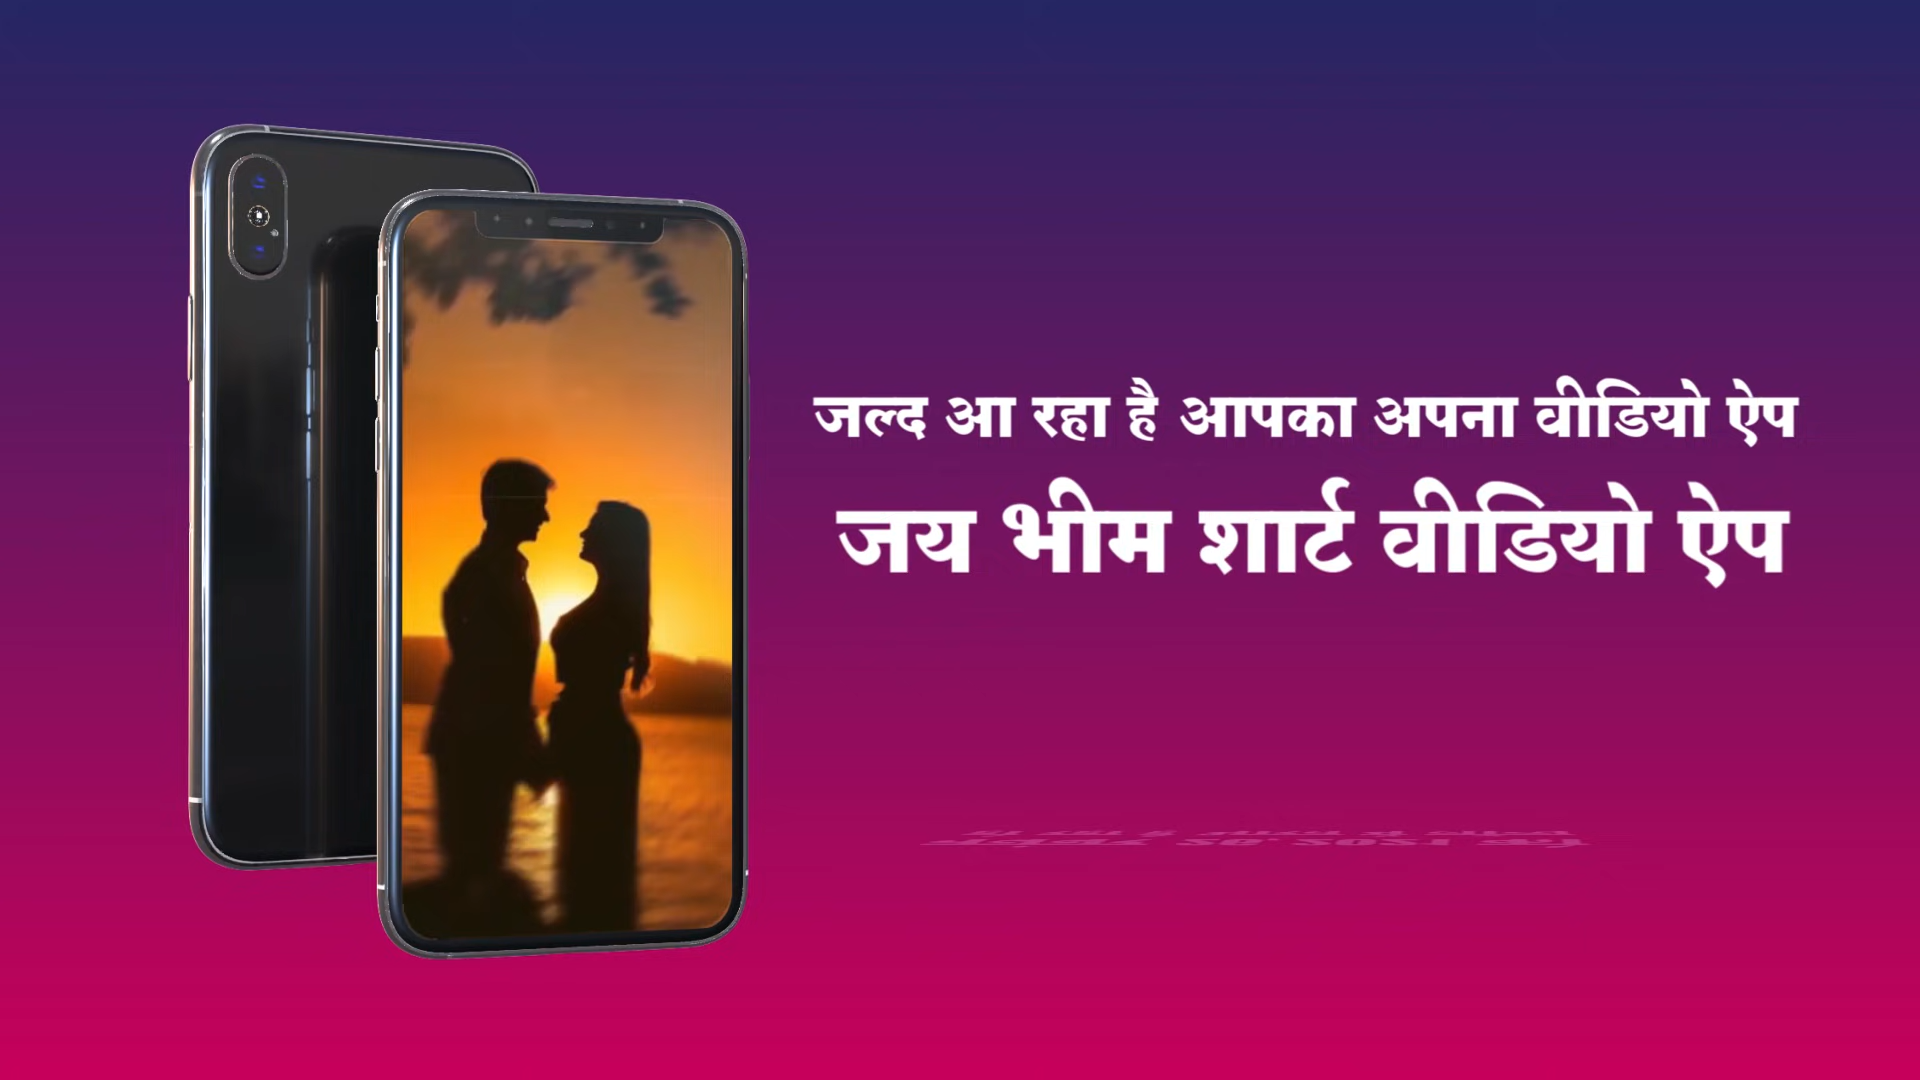 जल्द आ रहा है आपका अपना वीडियो ऐप
जय भीम शार्ट वीडियो ऐप